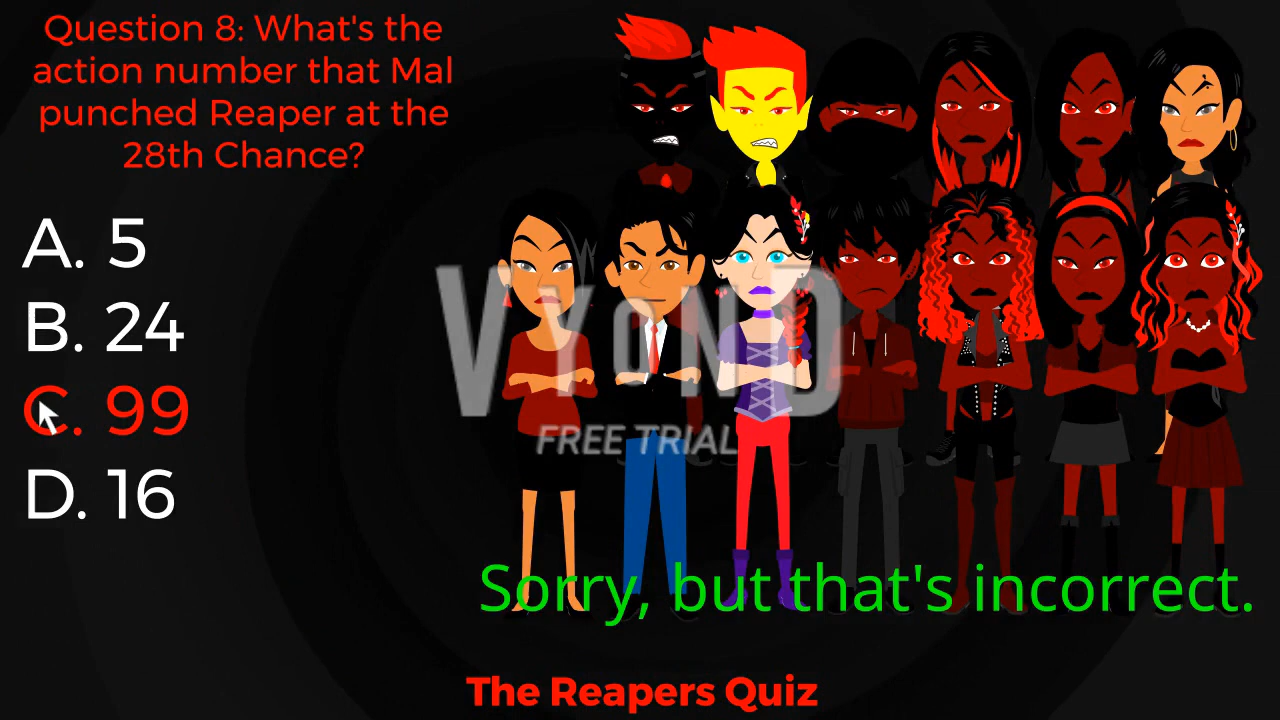 Question 8: What's the
action number that Mal
punched Reaper at the
28th Chance?
A. 5
B. 24
C. 99
D. 16
VYOND
FREE TRIAL
Sorry, but that's incorrect.
The Reapers Quiz